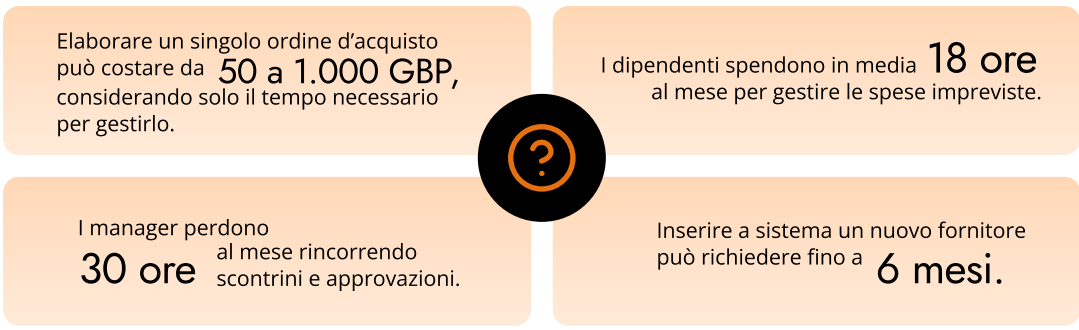 Elaborare un singolo ordine d’acquisto
può costare da 50 a 1.000 GBP,
considerando solo il tempo necessario
per gestirlo.
I dipendenti spendono in media 18 ore
al mese per gestire le spese impreviste.
?
I manager perdono
30 ore al mese rincorrendo
scontrini e approvazioni.
Inserire a sistema un nuovo fornitore
può richiedere fino a 6 mesi.